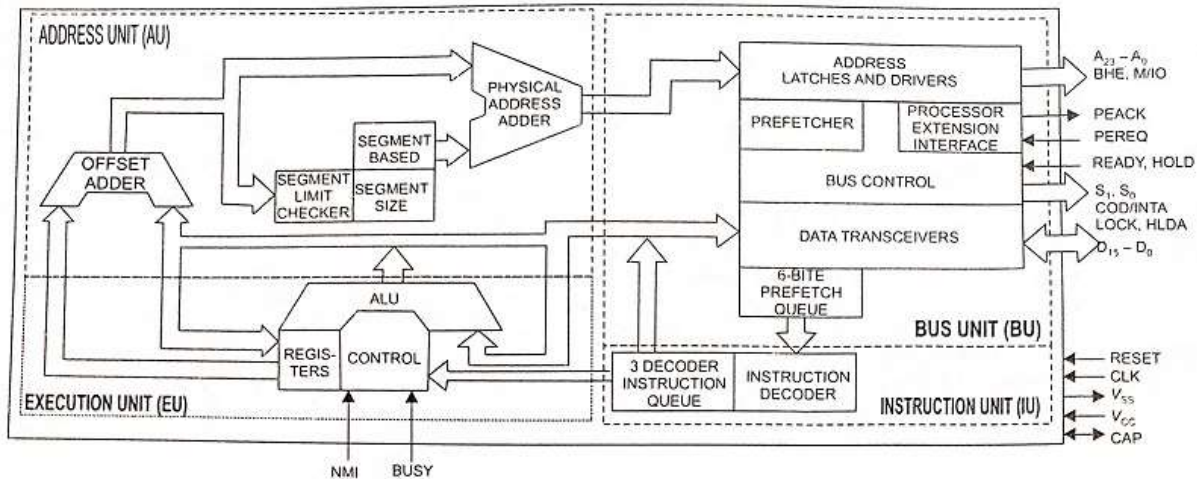 ADDRESS UNIT (AU)
OFFSET
ADDER
SEGMENT
LIMIT
CHECKER
SEGMENT
BASED
SEGMENT
SIZE
PHYSICAL
ADDRESS
ADDER
ADDRESS
LATCHES AND DRIVERS
PREFETCHER
PROCESSOR
EXTENSION
INTERFACE
BUS CONTROL
DATA TRANSCEIVERS
6-BITE
PREFETCH
QUEUE
BUS UNIT (BU)
A₂₃ – A₀
BHE, M/IO
PEACK
PEREQ
READY, HOLD
S₁, S₀
COD/INTA
LOCK, HLDA
D₁₅ – D₀
ALU
REGIS-
TERS
CONTROL
EXECUTION UNIT (EU)
3 DECODER
INSTRUCTION
QUEUE
INSTRUCTION
DECODER
INSTRUCTION UNIT (IU)
RESET
CLK
V_SS
V_CC
CAP
NMI
BUSY